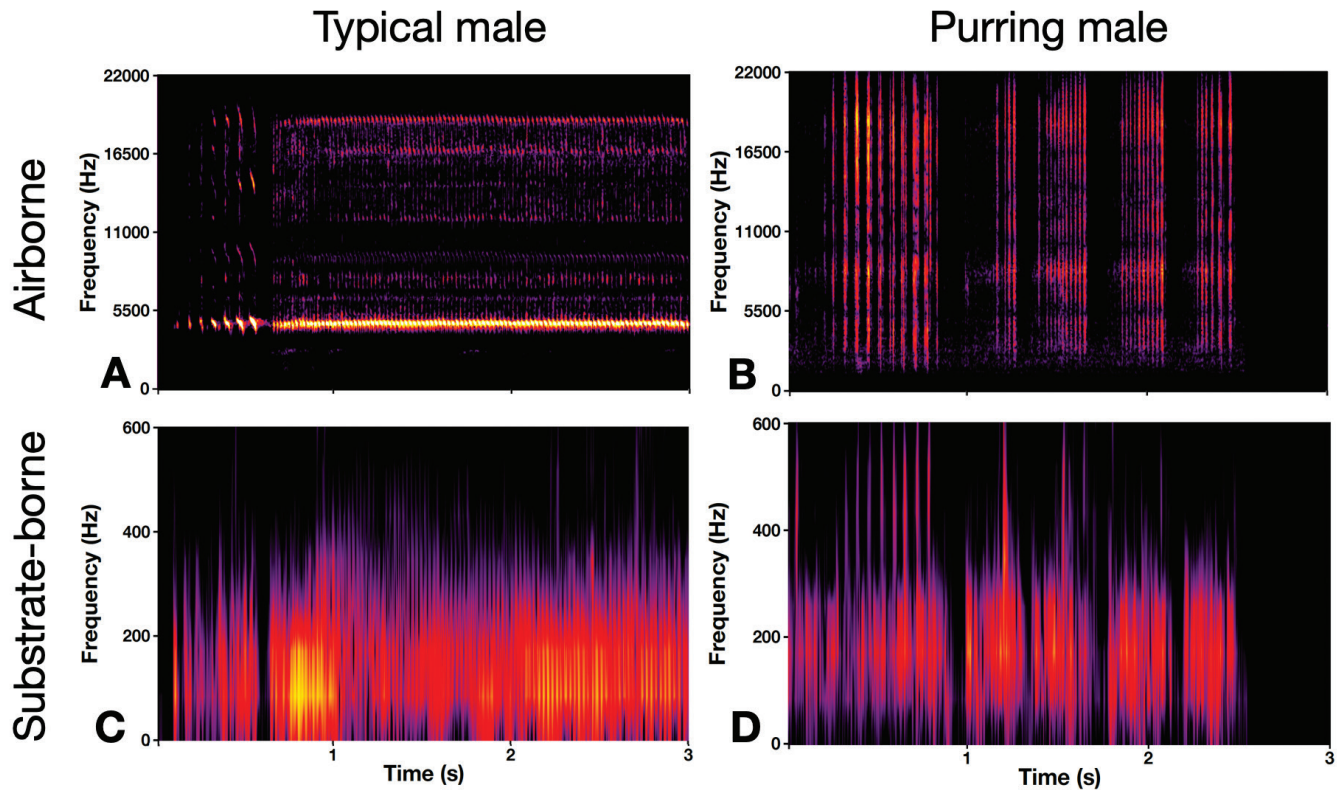 Typical male
Purring male
Airborne
Frequency (Hz)
22000
16500
11000
5500
0
A
Frequency (Hz)
22000
16500
11000
5500
0
B
Substrate-borne
Frequency (Hz)
600
400
200
0
C
1
2
3
Time (s)
Frequency (Hz)
600
400
200
0
D
1
2
3
Time (s)